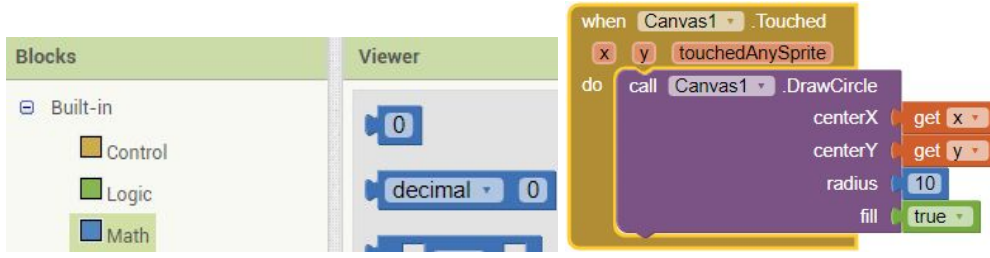 Blocks
Built-in
Control
Logic
Math
Viewer
0
decimal 0
when Canvas1 .Touched
x y touchedAnySprite
do call Canvas1 .DrawCircle
centerX get x
centerY get y
radius 10
fill true